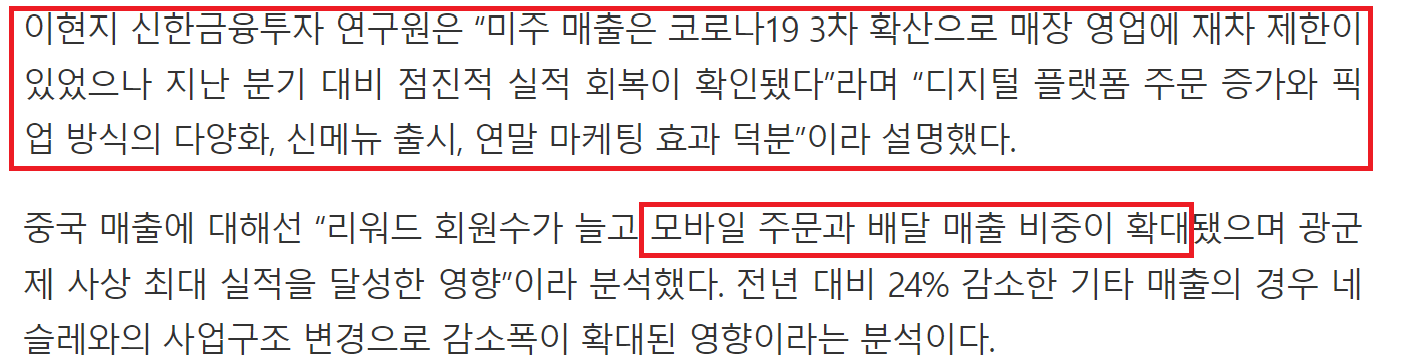 이현지 신한금융투자 연구원은 “미주 매출은 코로나19 3차 확산으로 매장 영업에 재차 제한이
있었으나 지난 분기 대비 점진적 실적 회복이 확인됐다”라며 “디지털 플랫폼 주문 증가와 픽
업 방식의 다양화, 신메뉴 출시, 연말 마케팅 효과 덕분”이라 설명했다.
중국 매출에 대해선 “리워드 회원수가 늘고 모바일 주문과 배달 매출 비중이 확대됐으며 광군
제 사상 최대 실적을 달성한 영향”이라 분석했다. 전년 대비 24% 감소한 기타 매출의 경우 네
슬레와의 사업구조 변경으로 감소폭이 확대된 영향이라는 분석이다.